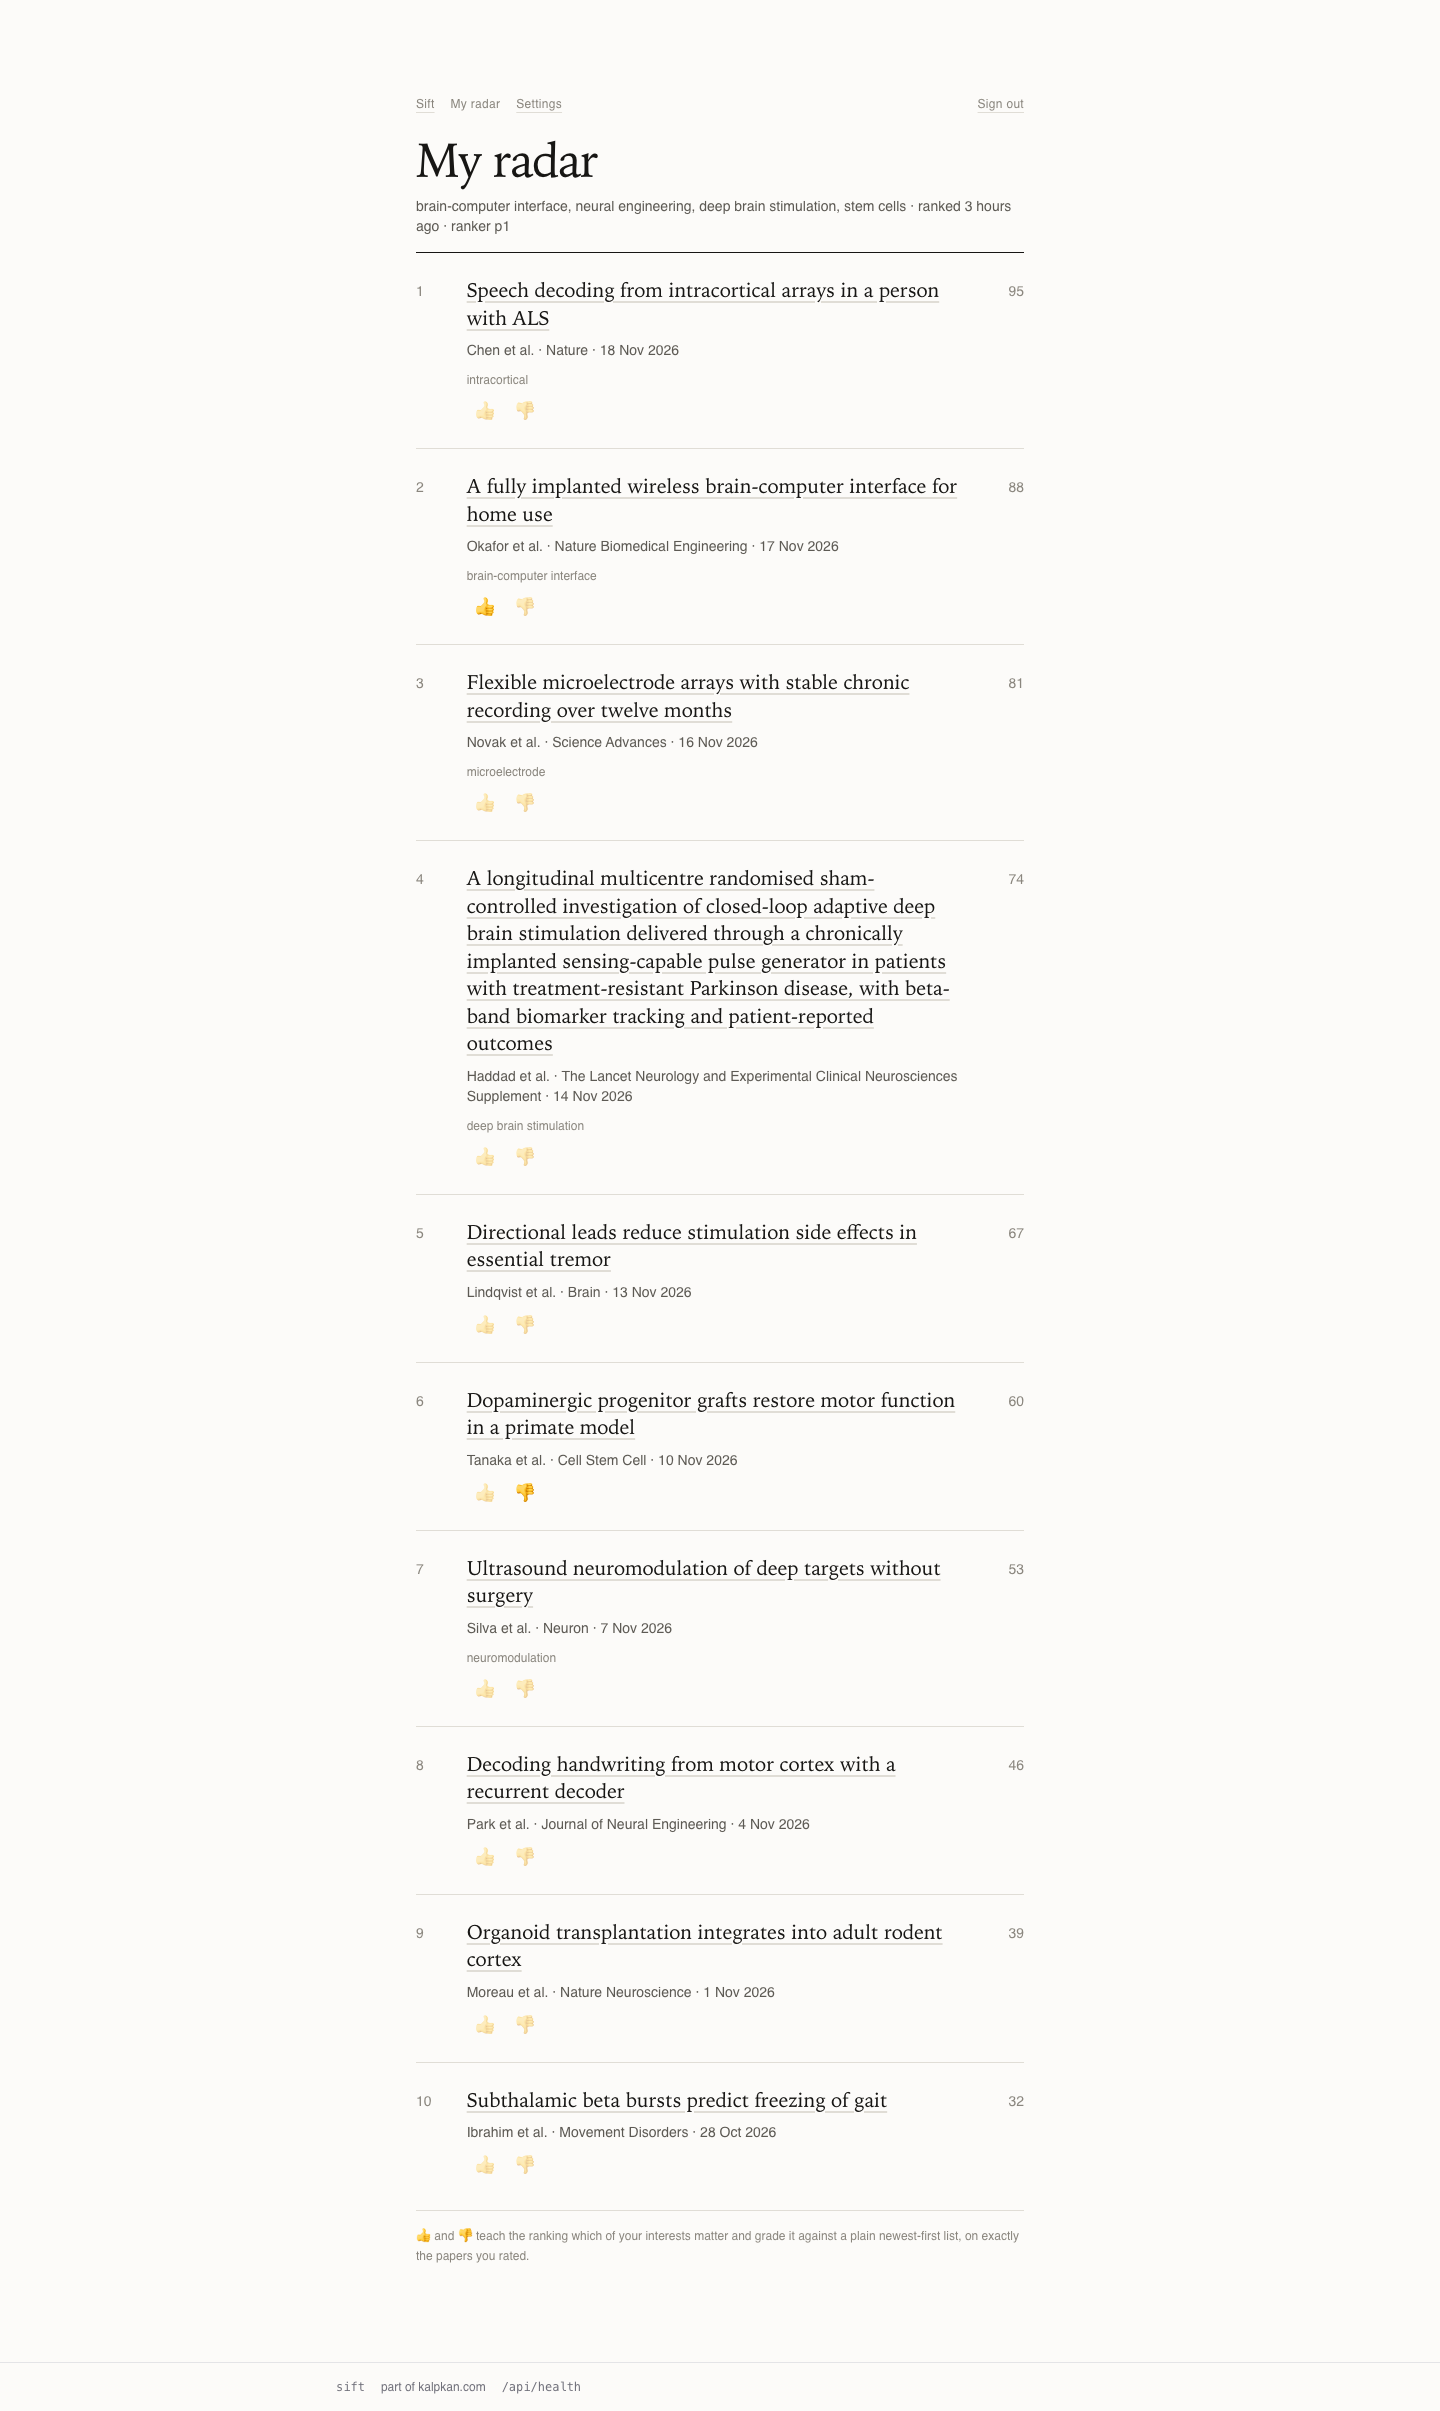 Sift My radar Settings Sign out
My radar
brain-computer interface, neural engineering, deep brain stimulation, stem cells · ranked 3 hours
ago · ranker p1
1 Speech decoding from intracortical arrays in a person 95
with ALS
Chen et al. · Nature · 18 Nov 2026
intracortical
👍 👎
2 A fully implanted wireless brain-computer interface for 88
home use
Okafor et al. · Nature Biomedical Engineering · 17 Nov 2026
brain-computer interface
👍 👎
3 Flexible microelectrode arrays with stable chronic 81
recording over twelve months
Novak et al. · Science Advances · 16 Nov 2026
microelectrode
👍 👎
4 A longitudinal multicentre randomised sham- 74
controlled investigation of closed-loop adaptive deep
brain stimulation delivered through a chronically
implanted sensing-capable pulse generator in patients
with treatment-resistant Parkinson disease, with beta-
band biomarker tracking and patient-reported
outcomes
Haddad et al. · The Lancet Neurology and Experimental Clinical Neurosciences
Supplement · 14 Nov 2026
deep brain stimulation
👍 👎
5 Directional leads reduce stimulation side effects in 67
essential tremor
Lindqvist et al. · Brain · 13 Nov 2026
👍 👎
6 Dopaminergic progenitor grafts restore motor function 60
in a primate model
Tanaka et al. · Cell Stem Cell · 10 Nov 2026
👍 👎
7 Ultrasound neuromodulation of deep targets without 53
surgery
Silva et al. · Neuron · 7 Nov 2026
neuromodulation
👍 👎
8 Decoding handwriting from motor cortex with a 46
recurrent decoder
Park et al. · Journal of Neural Engineering · 4 Nov 2026
👍 👎
9 Organoid transplantation integrates into adult rodent 39
cortex
Moreau et al. · Nature Neuroscience · 1 Nov 2026
👍 👎
10 Subthalamic beta bursts predict freezing of gait 32
Ibrahim et al. · Movement Disorders · 28 Oct 2026
👍 👎
👍 and 👎 teach the ranking which of your interests matter and grade it against a plain newest-first list, on exactly
the papers you rated.
sift part of kalpkan.com /api/health